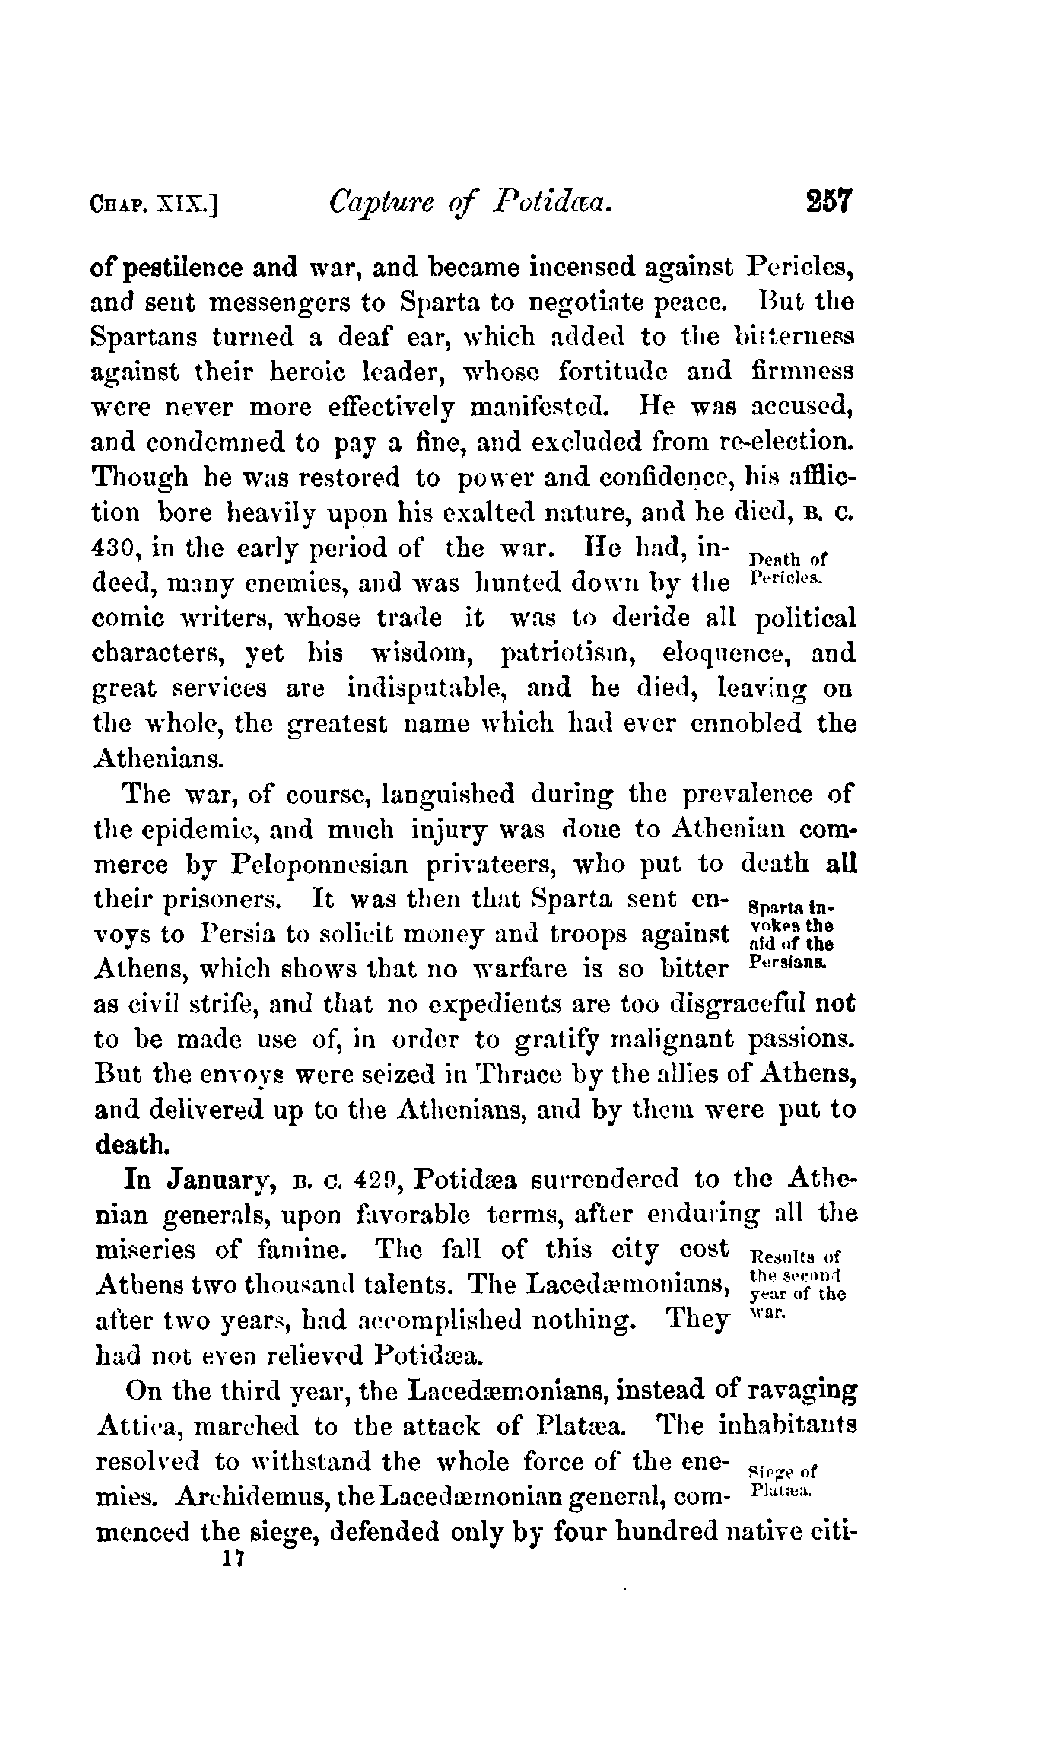 CHAP. XIX.] Capture of Potidæa. 257
of pestilence and war, and became incensed against Pericles,
and sent messengers to Sparta to negotiate peace. But the
Spartans turned a deaf ear, which added to the bitterness
against their heroic leader, whose fortitude and firmness
were never more effectively manifested. He was accused,
and condemned to pay a fine, and excluded from re-election.
Though he was restored to power and confidence, his afflic-
tion bore heavily upon his exalted nature, and he died, B. C.
430, in the early period of the war. He had, in-
deed, many enemies, and was hunted down by the
Death of
Pericles.
comic writers, whose trade it was to deride all political
characters, yet his wisdom, patriotism, eloquence, and
great services are indisputable, and he died, leaving on
the whole, the greatest name which had ever ennobled the
Athenians.
The war, of course, languished during the prevalence of
the epidemic, and much injury was done to Athenian com-
merce by Peloponnesian privateers, who put to death all
their prisoners. It was then that Sparta sent en-
voys to Persia to solicit money and troops against
Athens, which shows that no warfare is so bitter
Sparta in-
vokes the
aid of the
Persians.
as civil strife, and that no expedients are too disgraceful not
to be made use of, in order to gratify malignant passions.
But the envoys were seized in Thrace by the allies of Athens,
and delivered up to the Athenians, and by them were put to
death.
In January, B. C. 429, Potidæa surrendered to the Athe-
nian generals, upon favorable terms, after enduring all the
miseries of famine. The fall of this city cost
Athens two thousand talents. The Lacedæmonians,
after two years, had accomplished nothing. They
Results of
the second
year of the
war.
had not even relieved Potidæa.
On the third year, the Lacedæmonians, instead of ravaging
Attica, marched to the attack of Platæa. The inhabitants
resolved to withstand the whole force of the ene-
mies. Archidemus, the Lacedæmonian general, com-
Siege of
Platæa.
menced the siege, defended only by four hundred native citi-
17